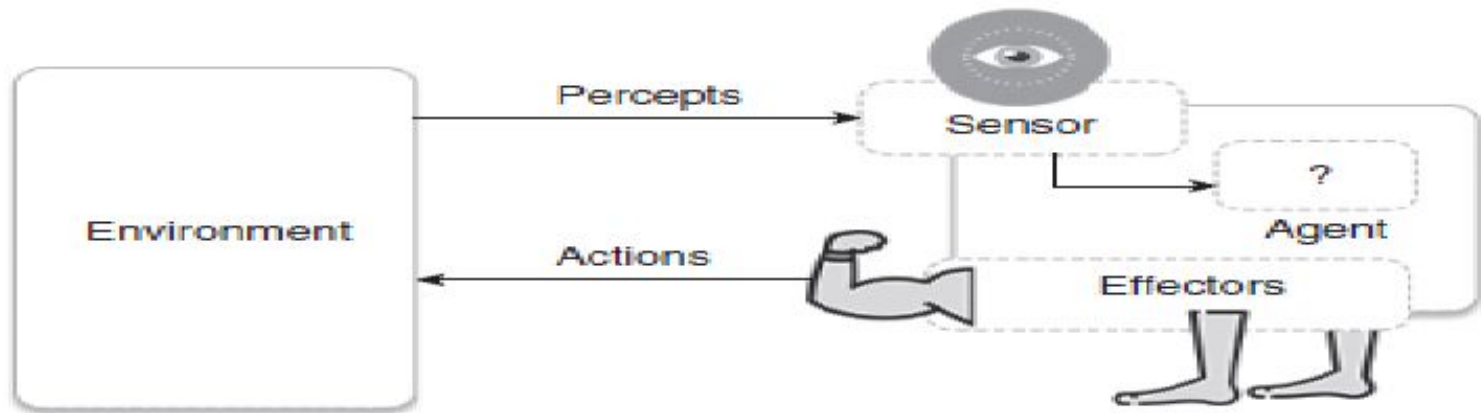 Percepts
Sensor
?
Environment
Agent
Actions
Effectors